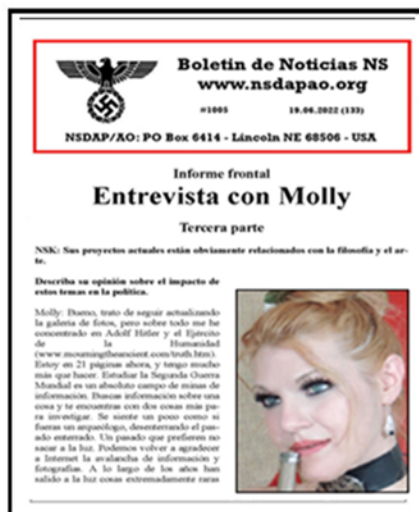 Boletin de Noticias NS
www.nsdapao.org
#1005 19.06.2022 (133)
NSDAP/AO: PO Box 6414 - Lincoln NE 68506 - USA
Informe frontal
Entrevista con Molly
Tercera parte
NSK: Sus proyectos actuales están obviamente relacionados con la filosofía y el ar-
te.
Describa su opinión sobre el impacto de
estos temas en la política.
Molly: Bueno, trato de seguir actualizando
la galería de fotos, pero sobre todo me he
concentrado en Adolf Hitler y el Ejército
de la Humanidad
(www.mourningtheancient.com/truth.htm).
Estoy en 21 páginas ahora, y tengo mucho
más que hacer. Estudiar la Segunda Guerra
Mundial es un absoluto campo de minas de
información. Buscas información sobre una
cosa y te encuentras con dos cosas más pa-
ra investigar. Se siente un poco como si
fueras un arqueólogo, desenterrando el pa-
sado enterrado. Un pasado que prefieren no
sacar a la luz. Podemos volver a agradecer
a Internet la avalancha de información y
fotografías. A lo largo de los años han
salido a la luz cosas extremadamente raras